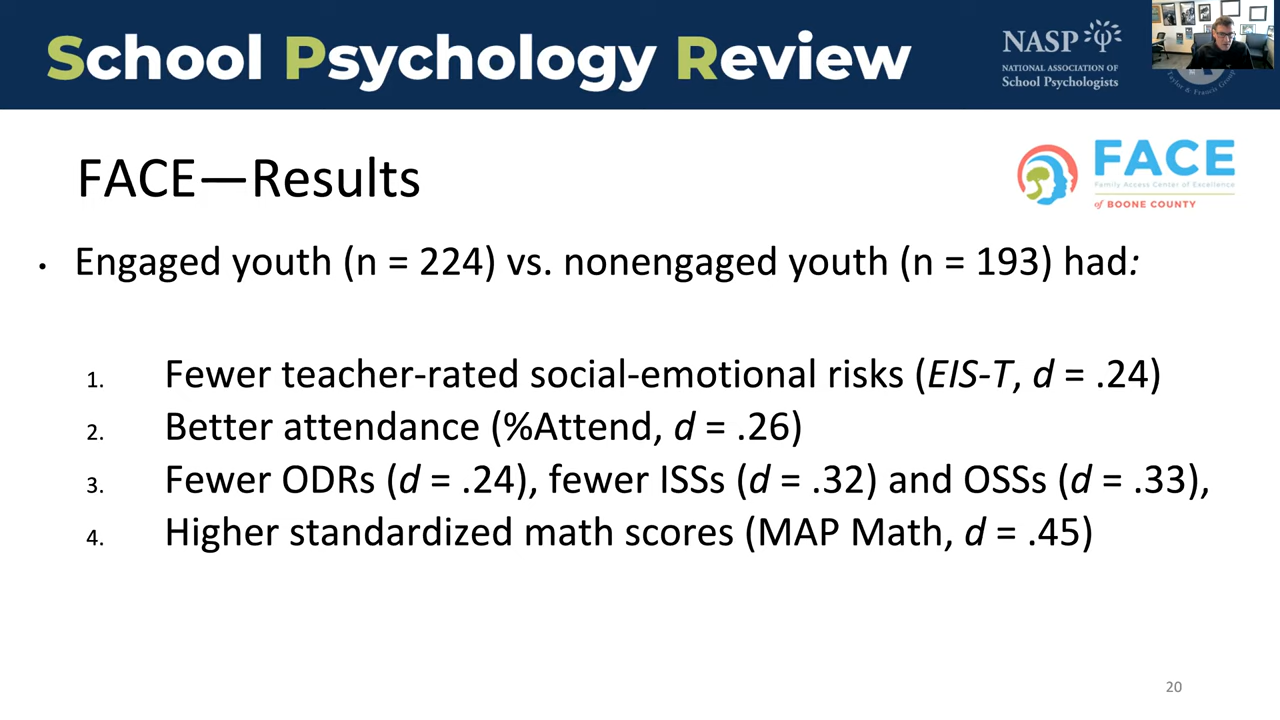 School Psychology Review
NASP
NATIONAL ASSOCIATION OF
School Psychologists
Taylor & Francis Group
FACE—Results
FACE
Family Access Center of Excellence
of BOONE COUNTY
• Engaged youth (n = 224) vs. nonengaged youth (n = 193) had:
1. Fewer teacher-rated social-emotional risks (EIS-T, d = .24)
2. Better attendance (%Attend, d = .26)
3. Fewer ODRs (d = .24), fewer ISSs (d = .32) and OSSs (d = .33),
4. Higher standardized math scores (MAP Math, d = .45)
20